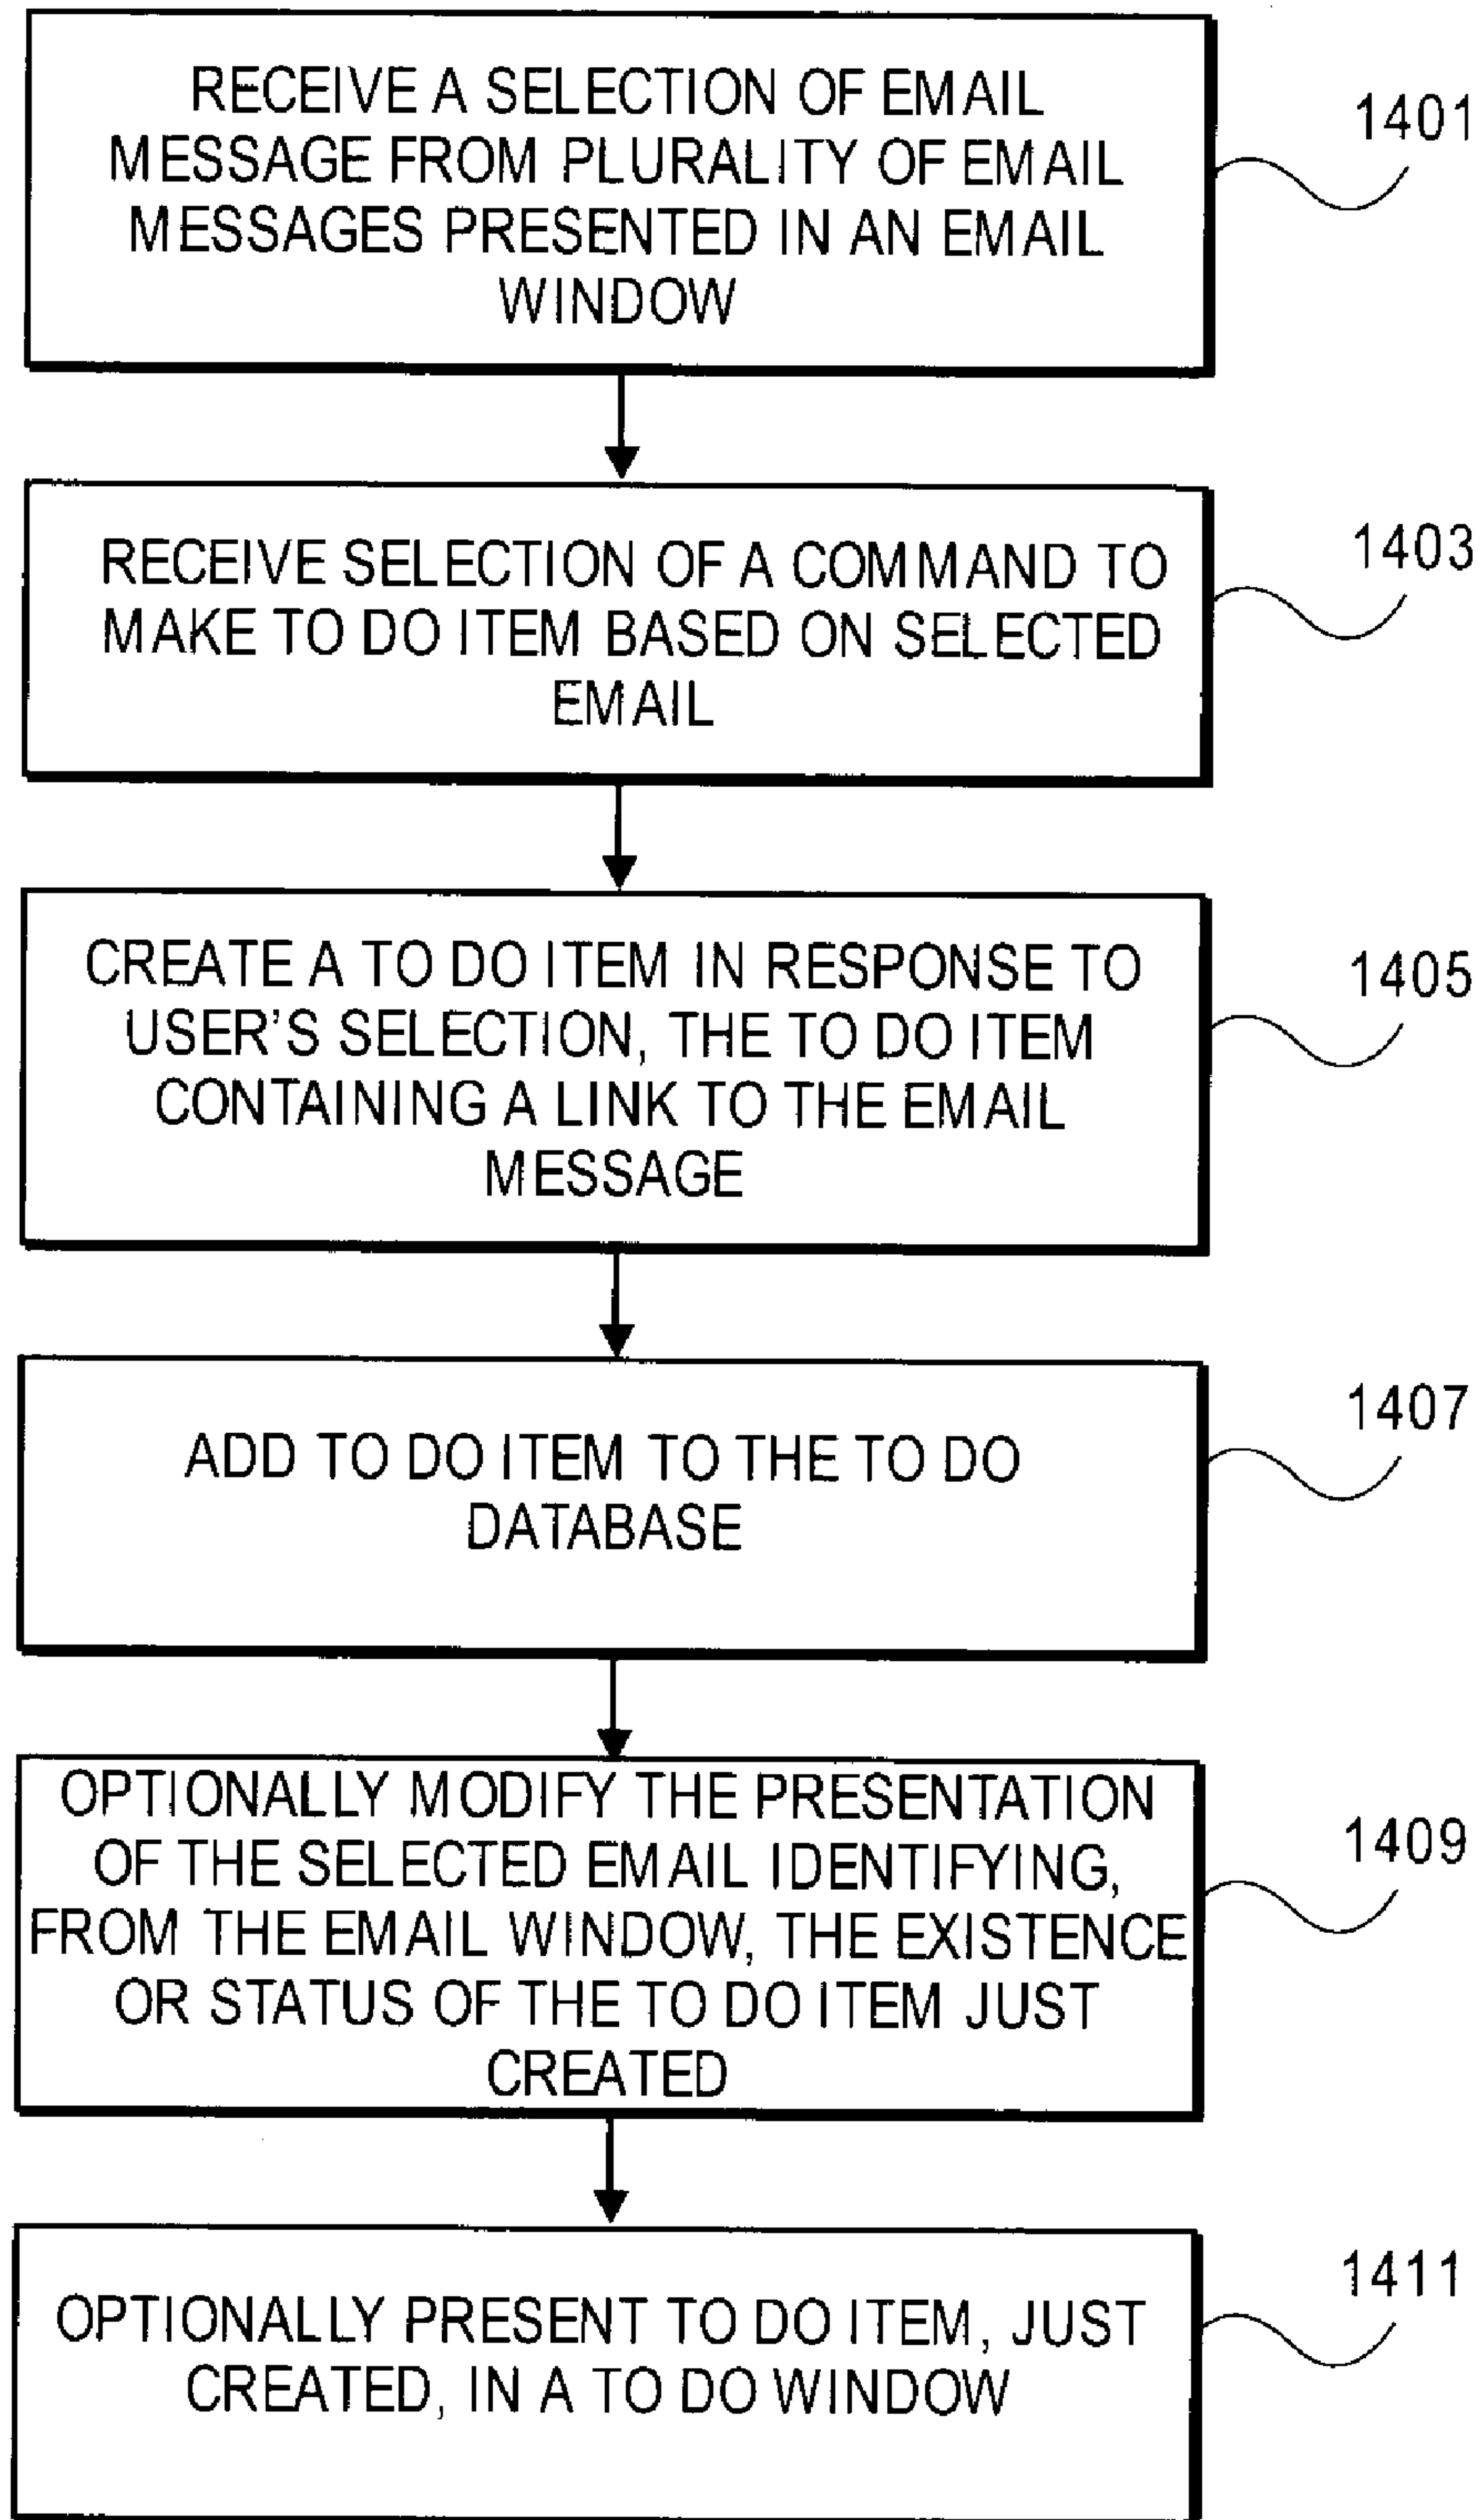 RECEIVE A SELECTION OF EMAIL
MESSAGE FROM PLURALITY OF EMAIL
MESSAGES PRESENTED IN AN EMAIL
WINDOW
1401
RECEIVE SELECTION OF A COMMAND TO
MAKE TO DO ITEM BASED ON SELECTED
EMAIL
1403
CREATE A TO DO ITEM IN RESPONSE TO
USER'S SELECTION, THE TO DO ITEM
CONTAINING A LINK TO THE EMAIL
MESSAGE
1405
ADD TO DO ITEM TO THE TO DO
DATABASE
1407
OPTIONALLY MODIFY THE PRESENTATION
OF THE SELECTED EMAIL IDENTIFYING,
FROM THE EMAIL WINDOW, THE EXISTENCE
OR STATUS OF THE TO DO ITEM JUST
CREATED
1409
OPTIONALLY PRESENT TO DO ITEM, JUST
CREATED, IN A TO DO WINDOW
1411